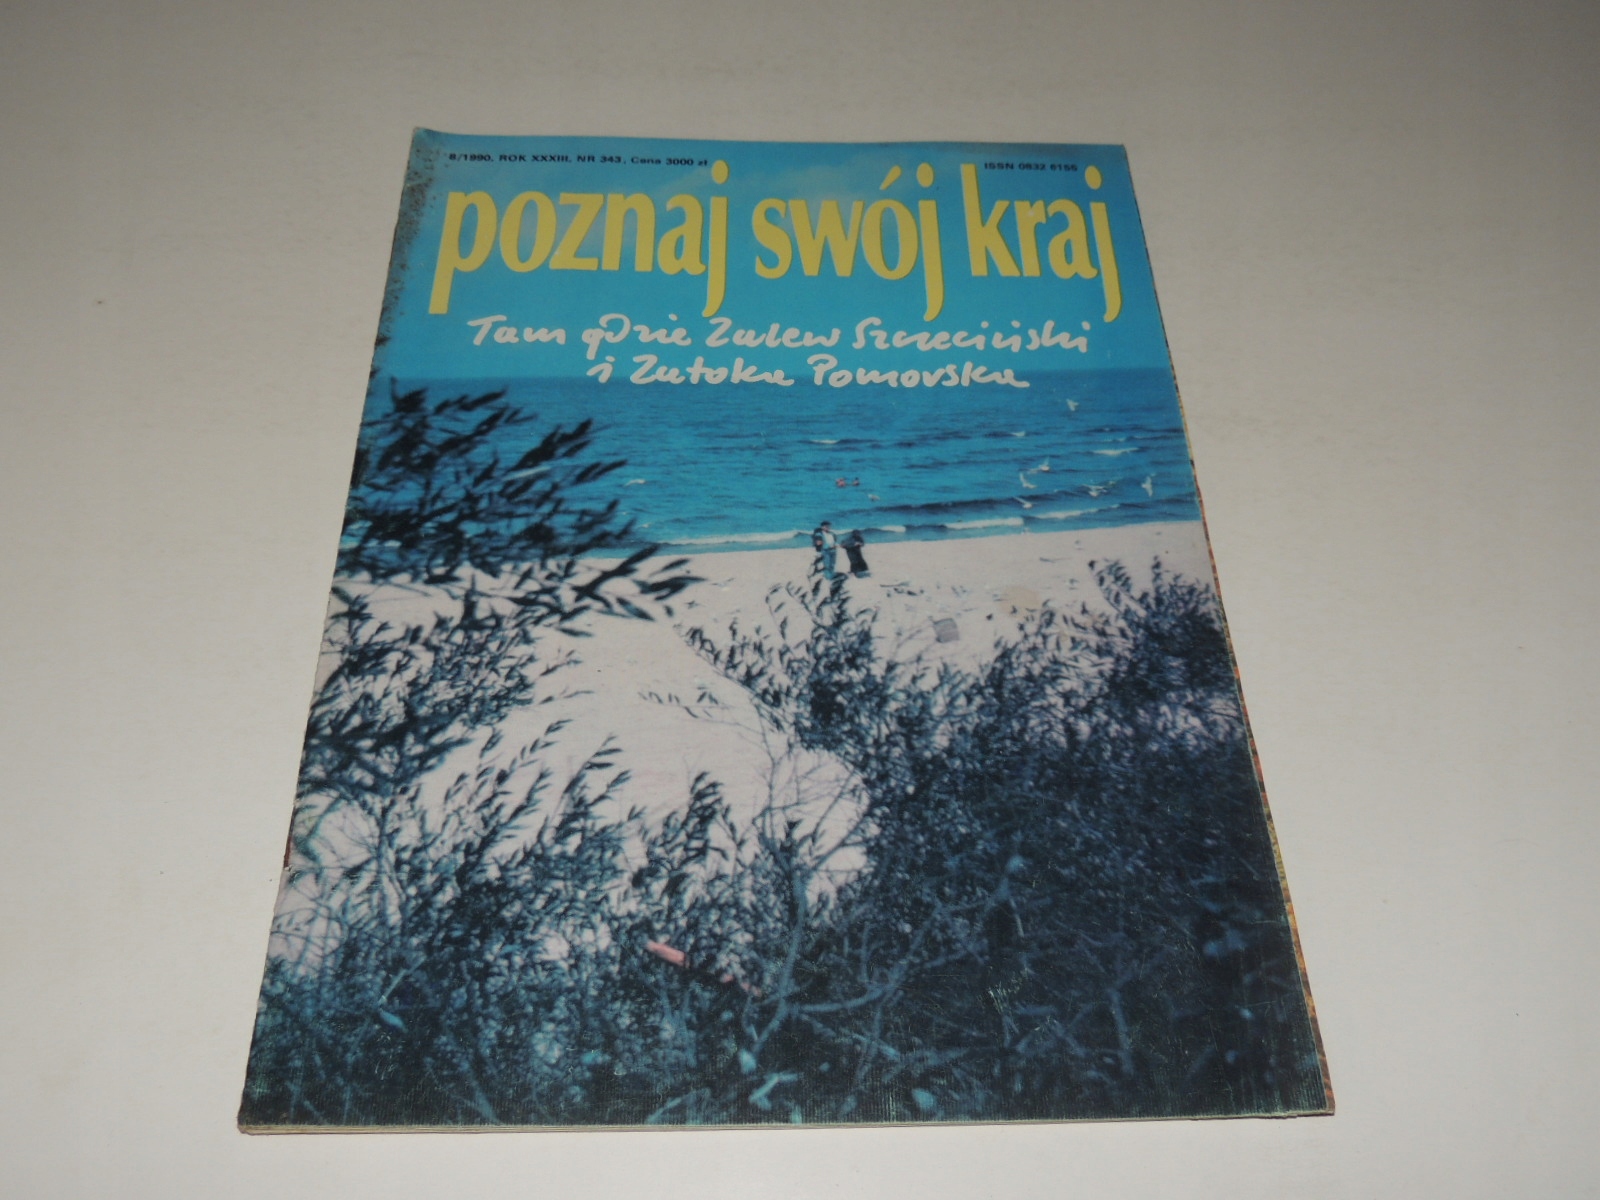 8/1990, ROK XXXIII, NR 343, Cena 3000 zł
ISSN 0832 6156
poznaj swój kraj
Tam gdzie Zalew Szczeciński
i Zatoka Pomorska